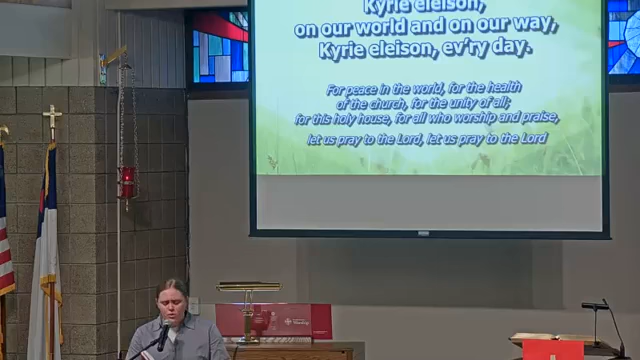 Kyrie eleison,
on our world and on our way,
Kyrie eleison, ev'ry day.
For peace in the world, for the health
of the church, for the unity of all;
for this holy house, for all who worship and praise,
let us pray to the Lord, let us pray to the Lord